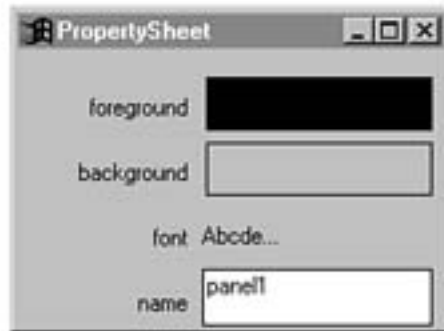 PropertySheet
foreground
background
font Abcde...
name panel1